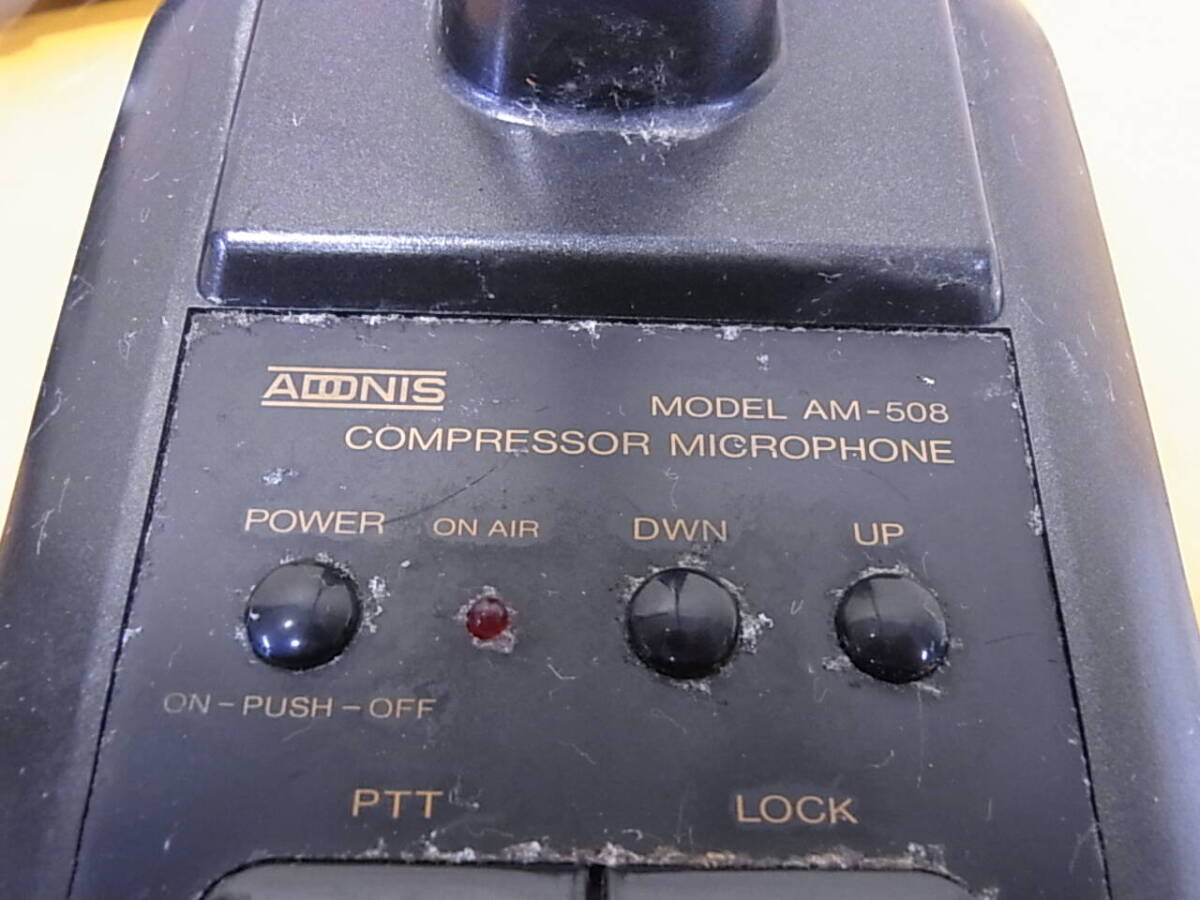 ADONIS
MODEL AM-508
COMPRESSOR MICROPHONE
POWER ON AIR DWN UP
ON-PUSH-OFF
PTT LOCK